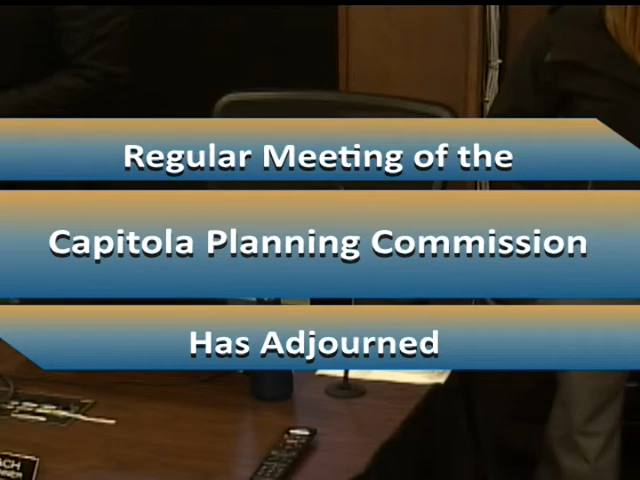 Regular Meeting of the
Capitola Planning Commission
Has Adjourned